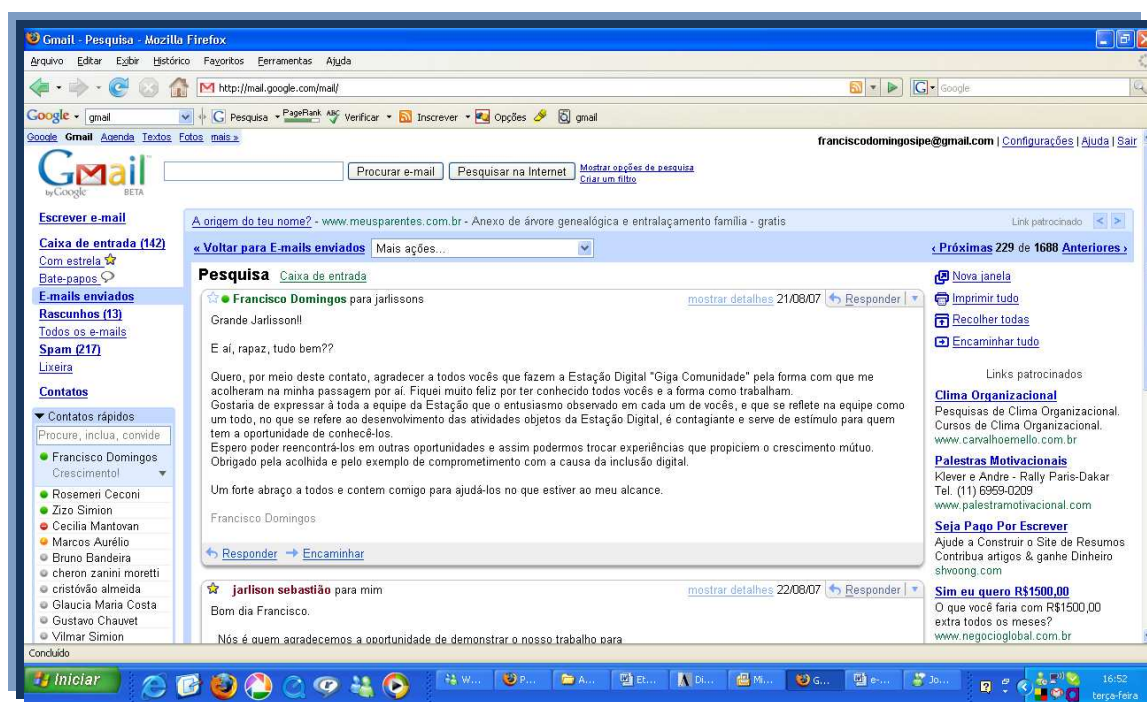 Gmail - Pesquisa - Mozilla Firefox
Arquivo Editar Exibir Histórico Favoritos Ferramentas Ajuda
http://mail.google.com/mail/ Google
Google gmail Pesquisa PageRank ABC Verificar Inscrever Opções gmail
Google Gmail Agenda Textos Fotos mais »
franciscodomingosipe@gmail.com | Configurações | Ajuda | Sair
Gmail
by Google BETA
Procurar e-mail Pesquisar na Internet Mostrar opções de pesquisa
Criar um filtro
Escrever e-mail
Caixa de entrada (142)
Com estrela
Bate-papos
E-mails enviados
Rascunhos (13)
Todos os e-mails
Spam (217)
Lixeira
Contatos
Contatos rápidos
Procure, inclua, convide
Francisco Domingos
Crescimento!
Rosemeri Ceconi
Zizo Simion
Cecilia Mantovan
Marcos Aurélio
Bruno Bandeira
cheron zanini moretti
cristóvão almeida
Glaucia Maria Costa
Gustavo Chauvet
Vilmar Simion
A origem do teu nome? - www.meusparentes.com.br - Anexo de árvore genealógica e entralaçamento família - gratis Link patrocinado < >
« Voltar para E-mails enviados Mais ações... ‹ Próximas 229 de 1688 Anteriores ›
Pesquisa Caixa de entrada
Francisco Domingos para jarlissons mostrar detalhes 21/08/07 Responder
Grande Jarlisson!!
E aí, rapaz, tudo bem??
Quero, por meio deste contato, agradecer a todos vocês que fazem a Estação Digital "Giga Comunidade" pela forma com que me
acolheram na minha passagem por aí. Fiquei muito feliz por ter conhecido todos vocês e a forma como trabalham.
Gostaria de expressar à toda a equipe da Estação que o entusiasmo observado em cada um de vocês, e que se reflete na equipe como
um todo, no que se refere ao desenvolvimento das atividades objetos da Estação Digital, é contagiante e serve de estímulo para quem
tem a oportunidade de conhecê-los.
Espero poder reencontrá-los em outras oportunidades e assim podermos trocar experiências que propiciem o crescimento mútuo.
Obrigado pela acolhida e pelo exemplo de comprometimento com a causa da inclusão digital.
Um forte abraço a todos e contem comigo para ajudá-los no que estiver ao meu alcance.
Francisco Domingos
Responder Encaminhar
jarlison sebastião para mim mostrar detalhes 22/08/07 Responder
Bom dia Francisco.
Nós é quem agradecemos a oportunidade de demonstrar o nosso trabalho para
Nova janela
Imprimir tudo
Recolher todas
Encaminhar tudo
Links patrocinados
Clima Organizacional
Pesquisas de Clima Organizacional.
Cursos de Clima Organizacional.
www.carvalhoemello.com.br
Palestras Motivacionais
Klever e Andre - Rally Paris-Dakar
Tel. (11) 6959-0209
www.palestramotivacional.com
Seja Pago Por Escrever
Ajude a Construir o Site de Resumos
Contribua artigos & ganhe Dinheiro
shvoong.com
Sim eu quero R$1500,00
O que você faria com R$1500,00
extra todos os meses?
www.negocioglobal.com.br
Concluído
Iniciar W... P... A... Et... Di... Mi... G... e-... Jo... 16:52
terça-feira